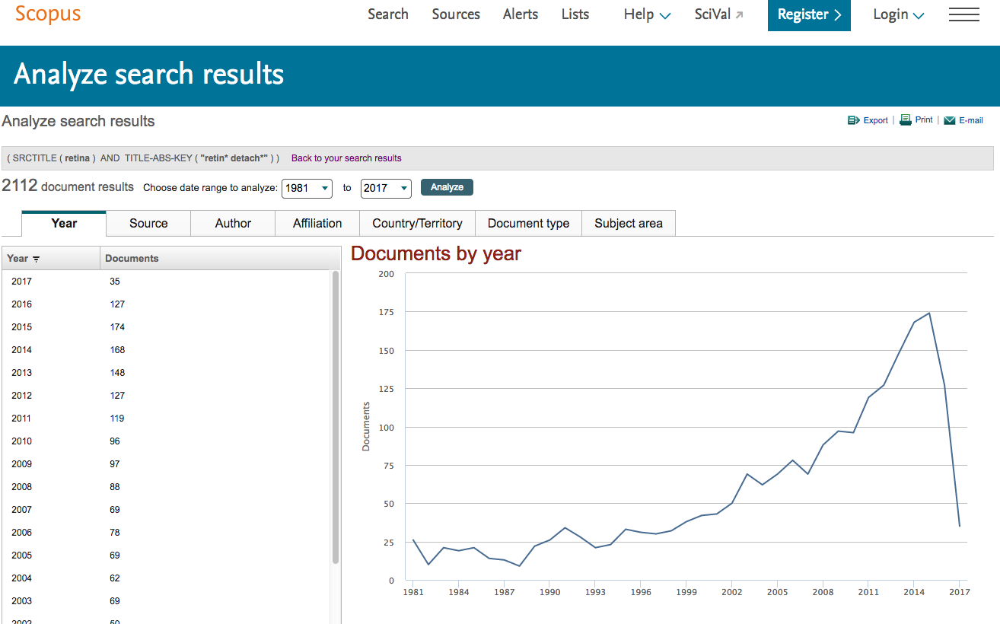 Scopus
Search Sources Alerts Lists Help SciVal Register Login
Analyze search results
Analyze search results
Export | Print | E-mail
( SRCTITLE ( retina ) AND TITLE-ABS-KEY ( "retin* detach*" ) ) Back to your search results
2112 document results Choose date range to analyze: 1981 to 2017 Analyze
Year Source Author Affiliation Country/Territory Document type Subject area
Year Documents
2017 35
2016 127
2015 174
2014 168
2013 148
2012 127
2011 119
2010 96
2009 97
2008 88
2007 69
2006 78
2005 69
2004 62
2003 69
2002 50
Documents by year
200
175
150
125
100
75
50
25
0
Documents
1981 1984 1987 1990 1993 1996 1999 2002 2005 2008 2011 2014 2017